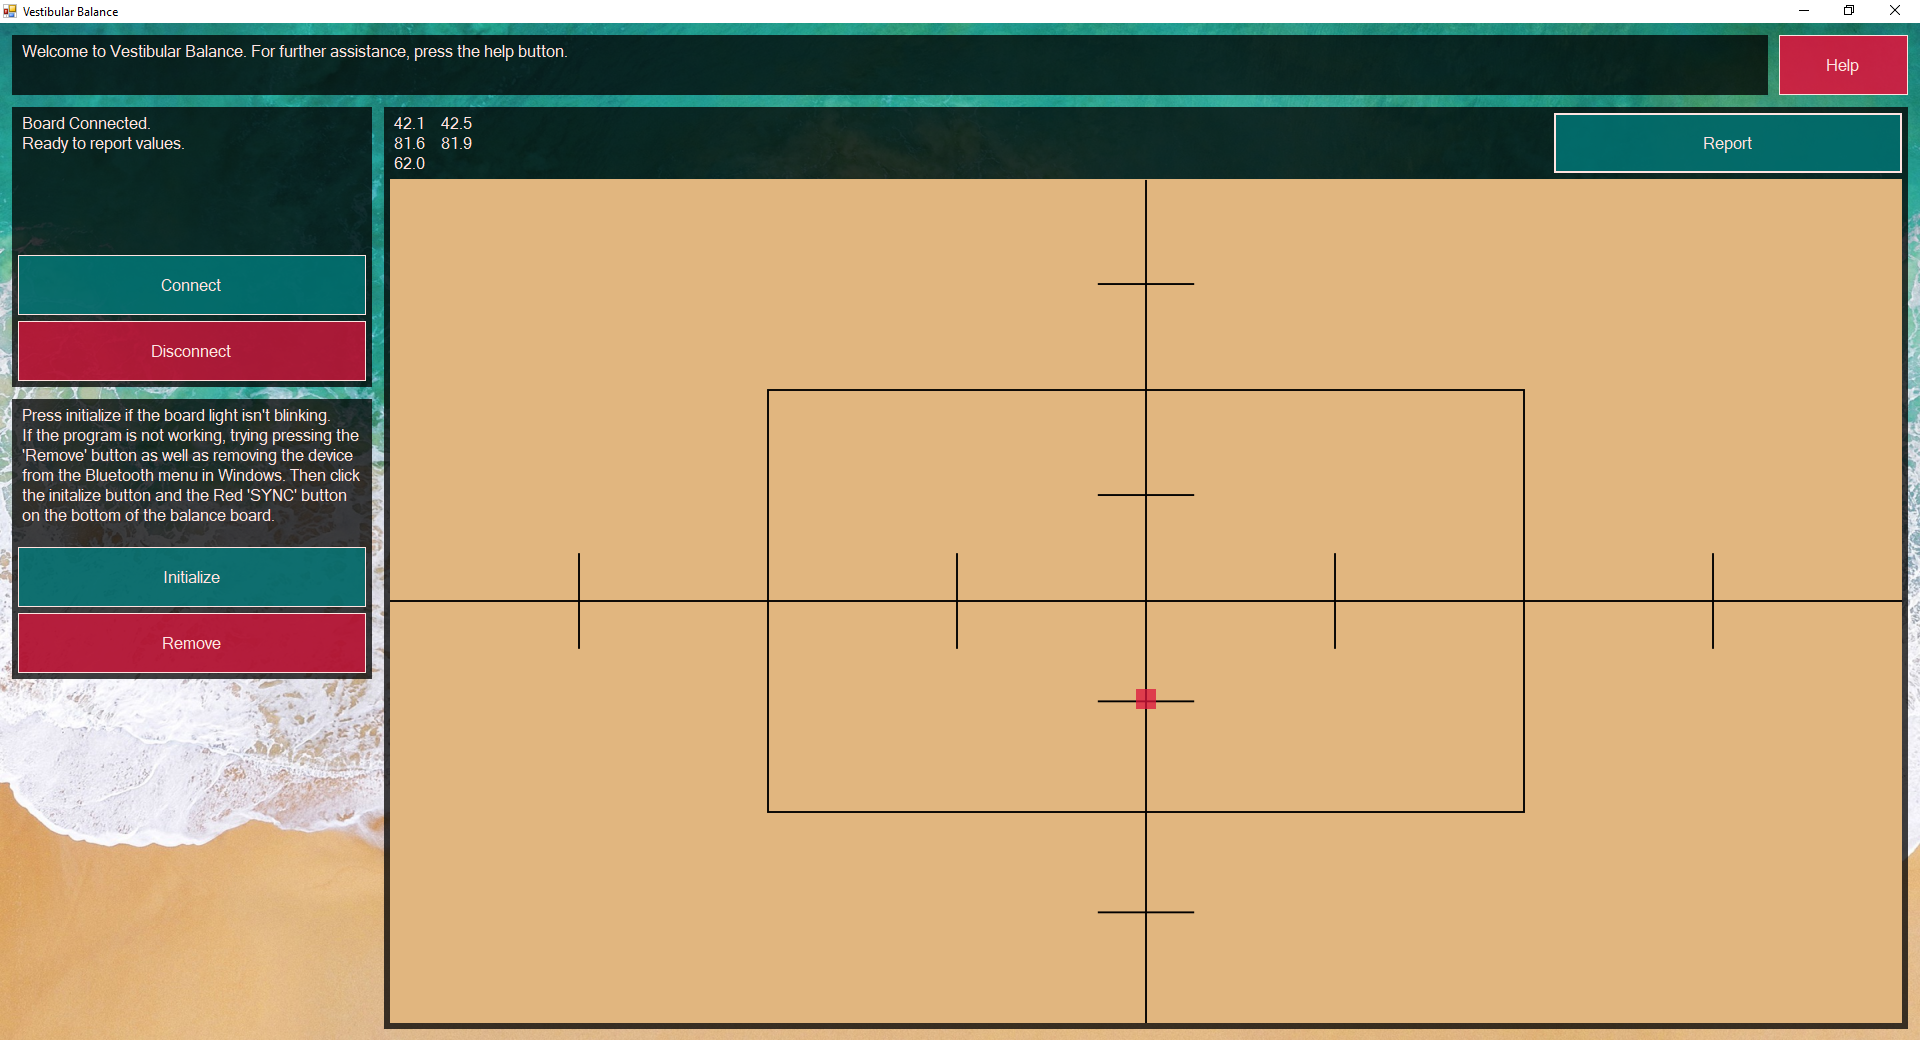 Vestibular Balance
Welcome to Vestibular Balance. For further assistance, press the help button.
Help
Board Connected.
Ready to report values.
Connect
Disconnect
Press initialize if the board light isn't blinking.
If the program is not working, trying pressing the
'Remove' button as well as removing the device
from the Bluetooth menu in Windows. Then click
the initalize button and the Red 'SYNC' button
on the bottom of the balance board.
Initialize
Remove
42.1 42.5
81.6 81.9
62.0
Report